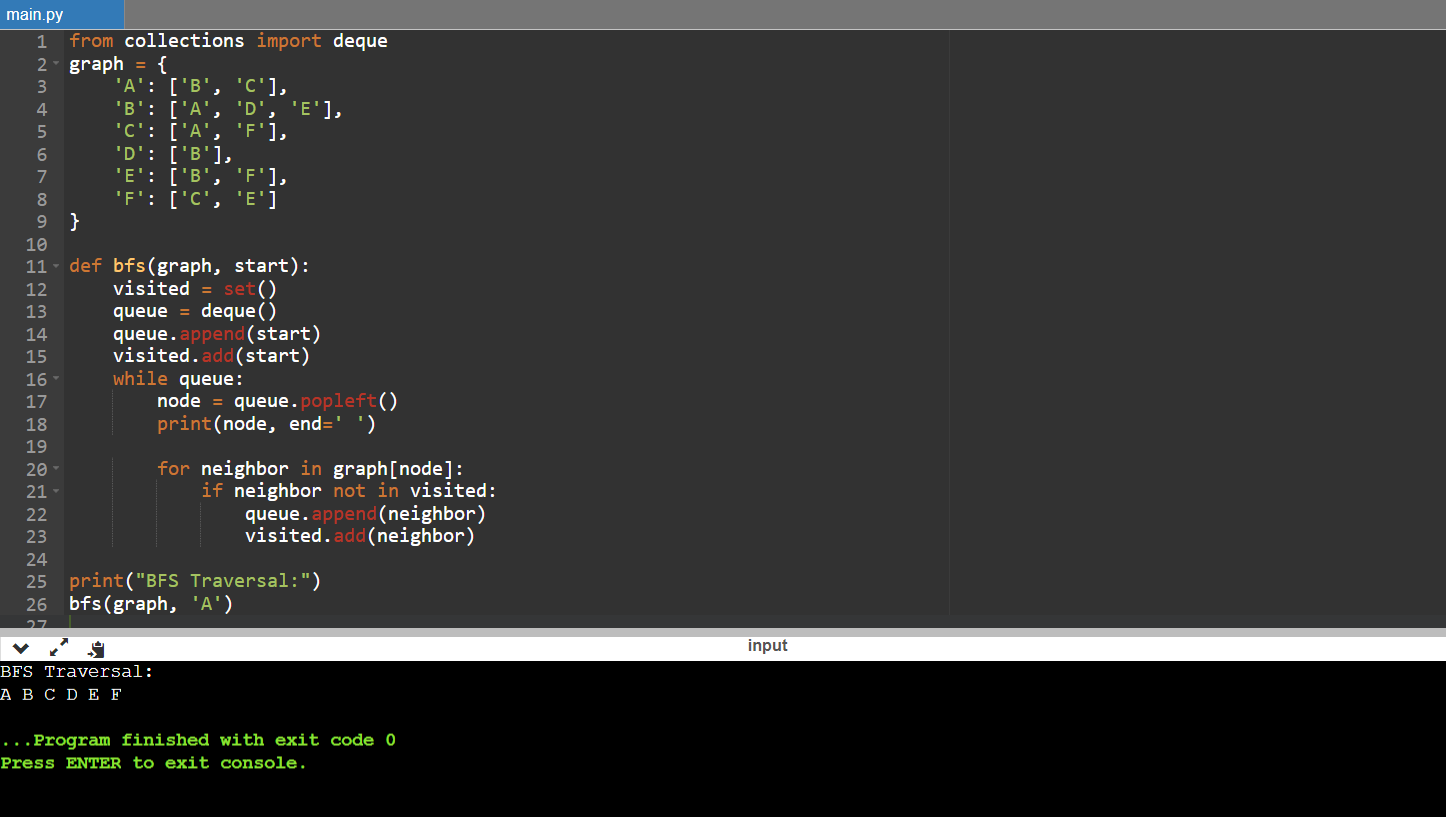 main.py
1 from collections import deque
2 graph = {
3     'A': ['B', 'C'],
4     'B': ['A', 'D', 'E'],
5     'C': ['A', 'F'],
6     'D': ['B'],
7     'E': ['B', 'F'],
8     'F': ['C', 'E']
9 }
10
11 def bfs(graph, start):
12     visited = set()
13     queue = deque()
14     queue.append(start)
15     visited.add(start)
16     while queue:
17         node = queue.popleft()
18         print(node, end=' ')
19
20         for neighbor in graph[node]:
21             if neighbor not in visited:
22                 queue.append(neighbor)
23                 visited.add(neighbor)
24
25 print("BFS Traversal:")
26 bfs(graph, 'A')
27
input
BFS Traversal:
A B C D E F
...Program finished with exit code 0
Press ENTER to exit console.